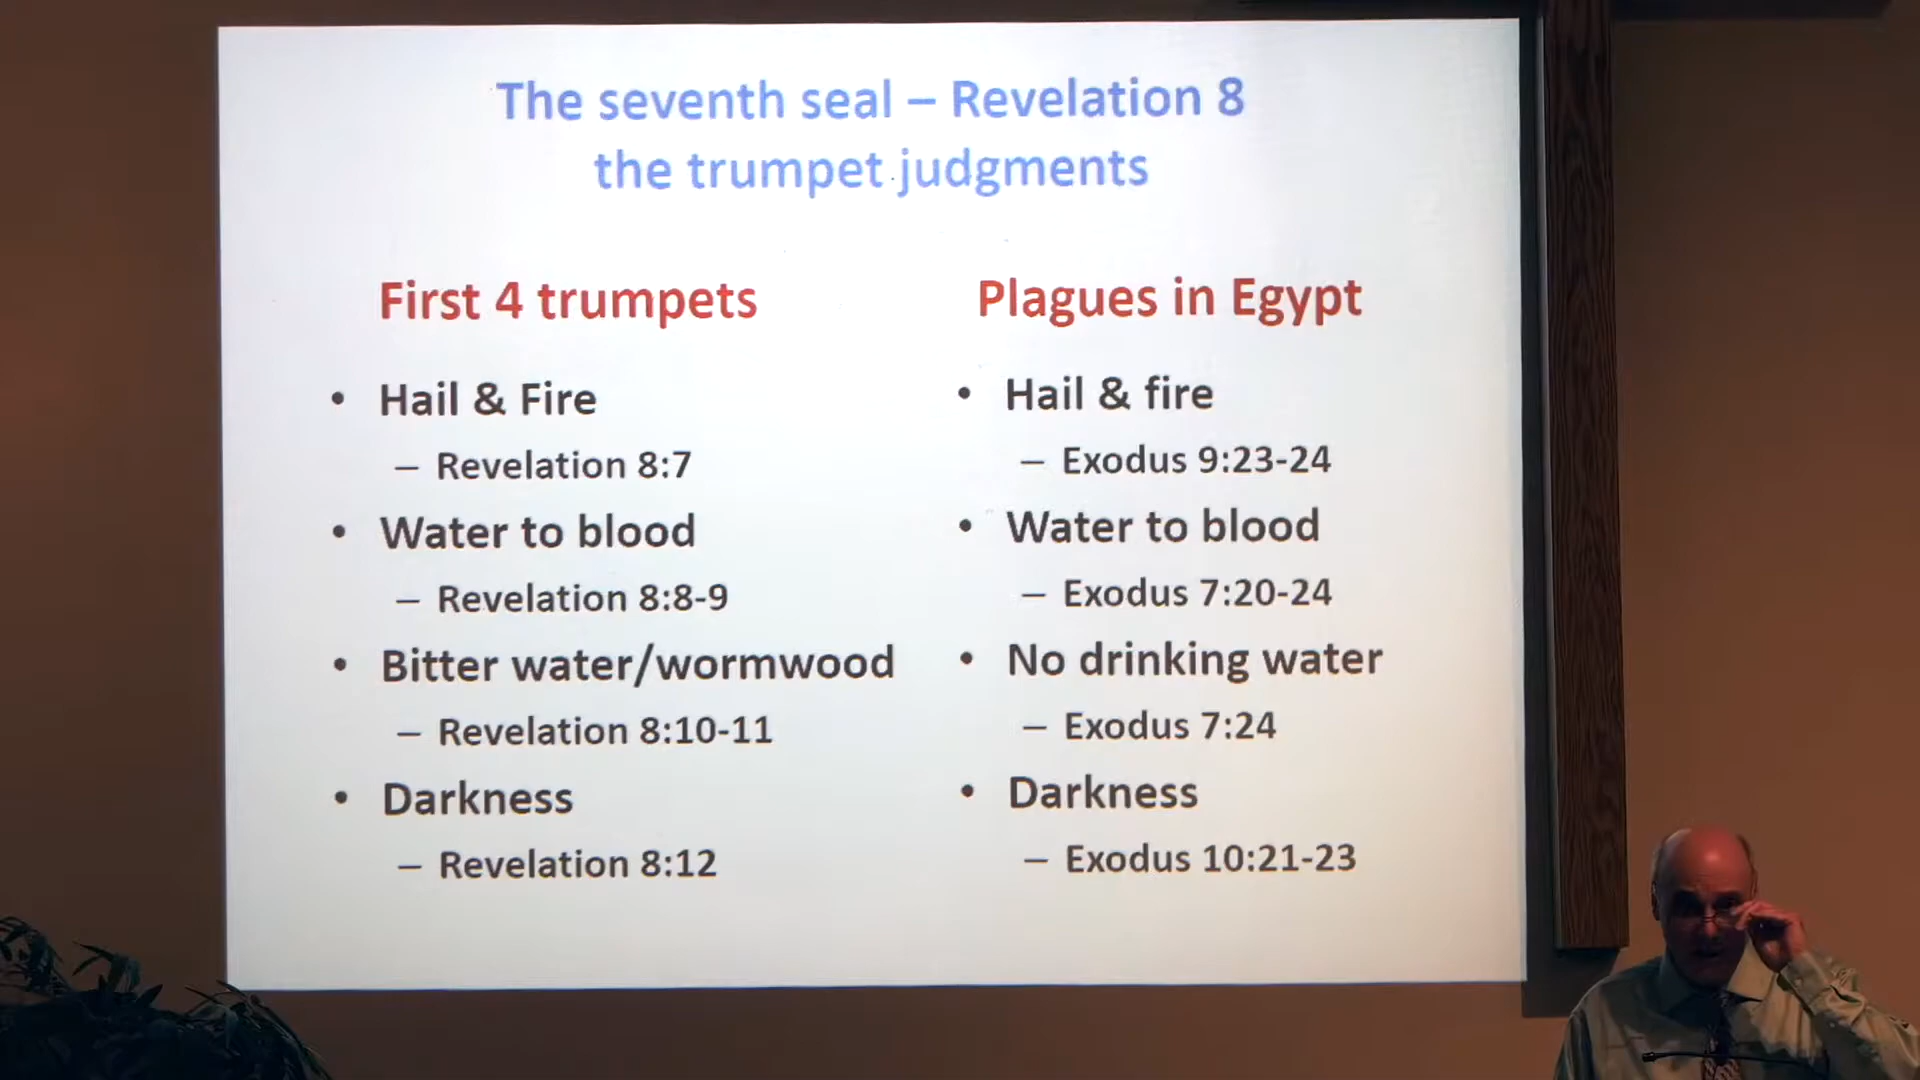 The seventh seal – Revelation 8
the trumpet judgments
First 4 trumpets
• Hail & Fire
– Revelation 8:7
• Water to blood
– Revelation 8:8-9
• Bitter water/wormwood
– Revelation 8:10-11
• Darkness
– Revelation 8:12
Plagues in Egypt
• Hail & fire
– Exodus 9:23-24
• Water to blood
– Exodus 7:20-24
• No drinking water
– Exodus 7:24
• Darkness
– Exodus 10:21-23